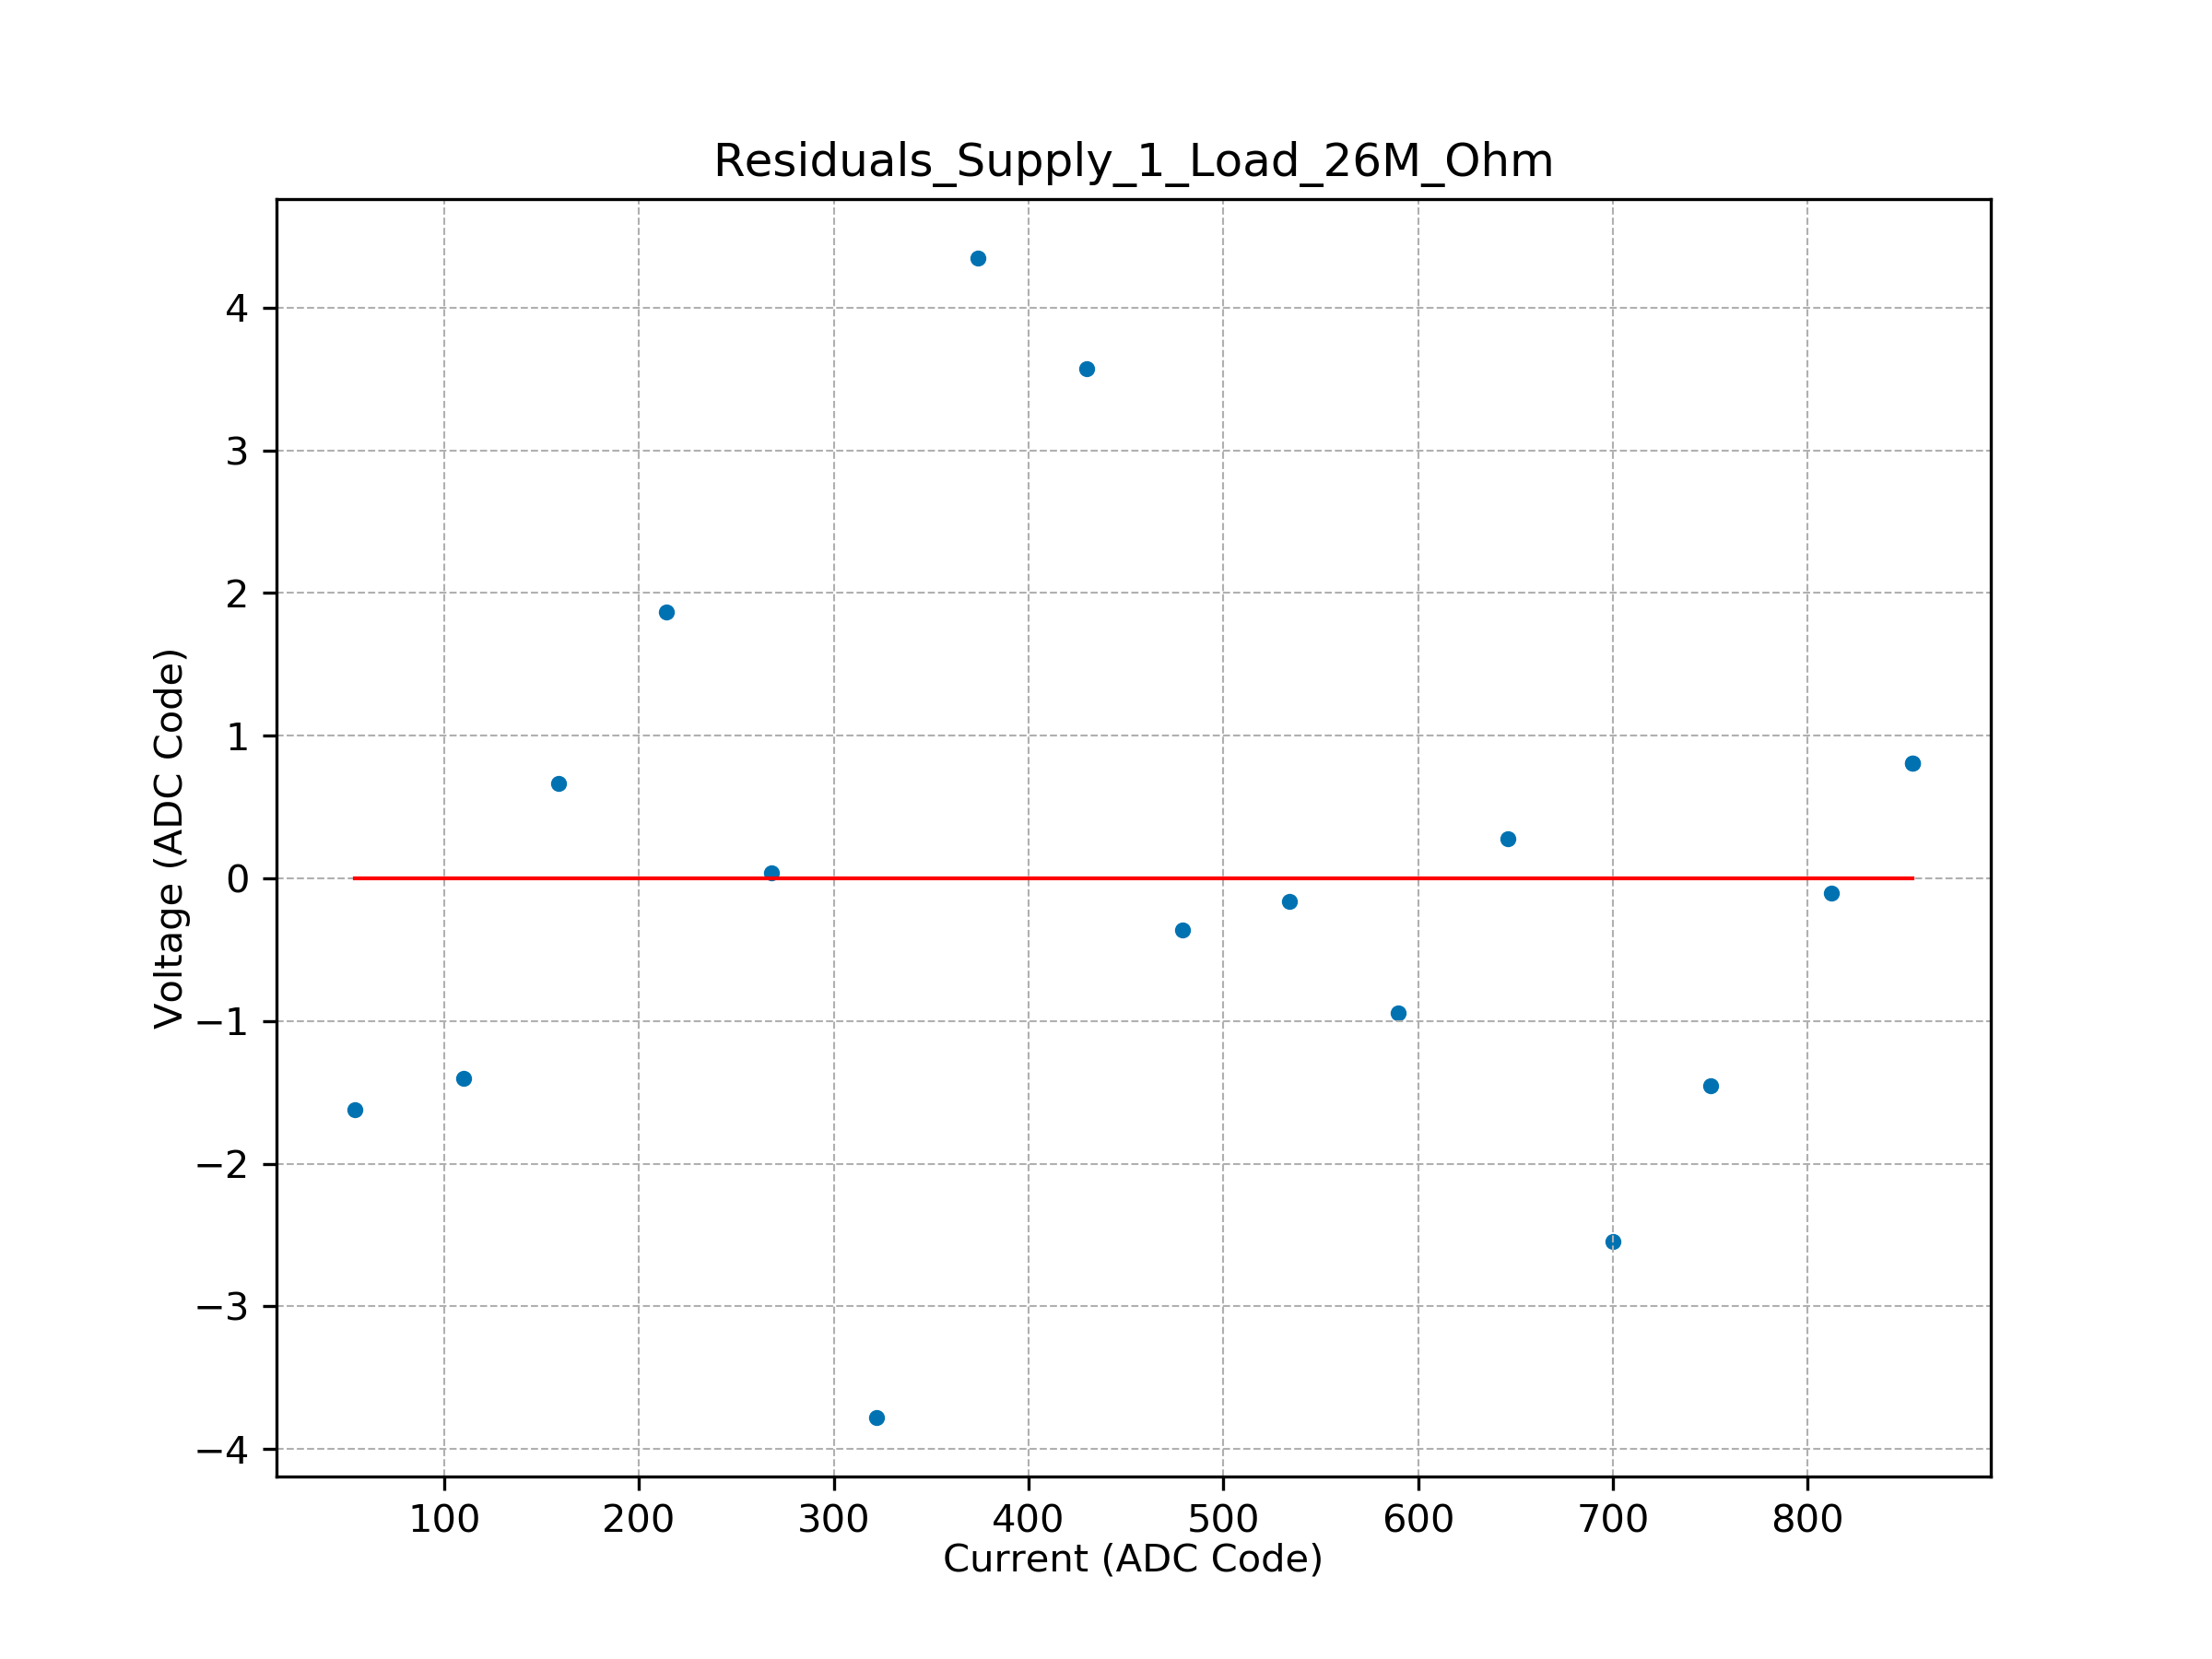 Residuals_Supply_1_Load_26M_Ohm
4
3
2
1
0
−1
−2
−3
−4
Voltage (ADC Code)
100 200 300 400 500 600 700 800
Current (ADC Code)